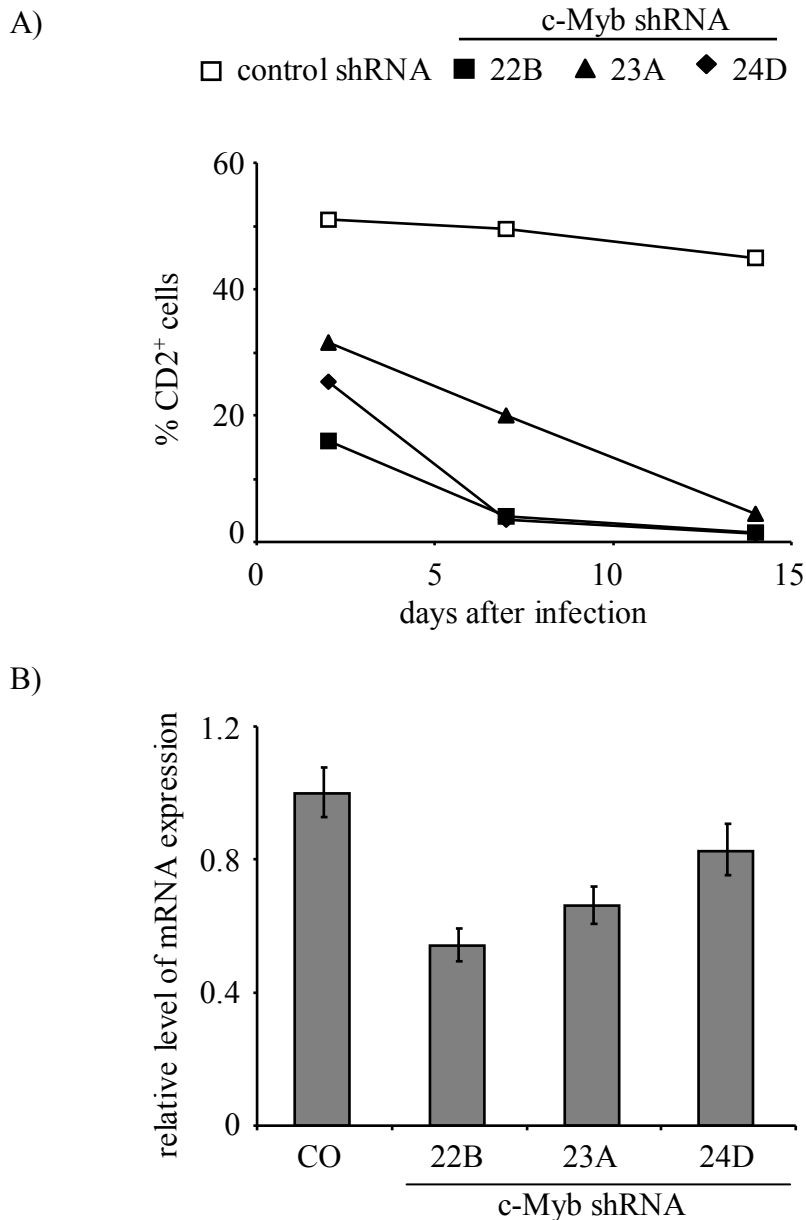 A)
c-Myb shRNA
control shRNA 22B 23A 24D
60
40
20
0
% CD2+ cells
0 5 10 15
days after infection
B)
1.2
0.8
0.4
0
relative level of mRNA expression
CO 22B 23A 24D
c-Myb shRNA